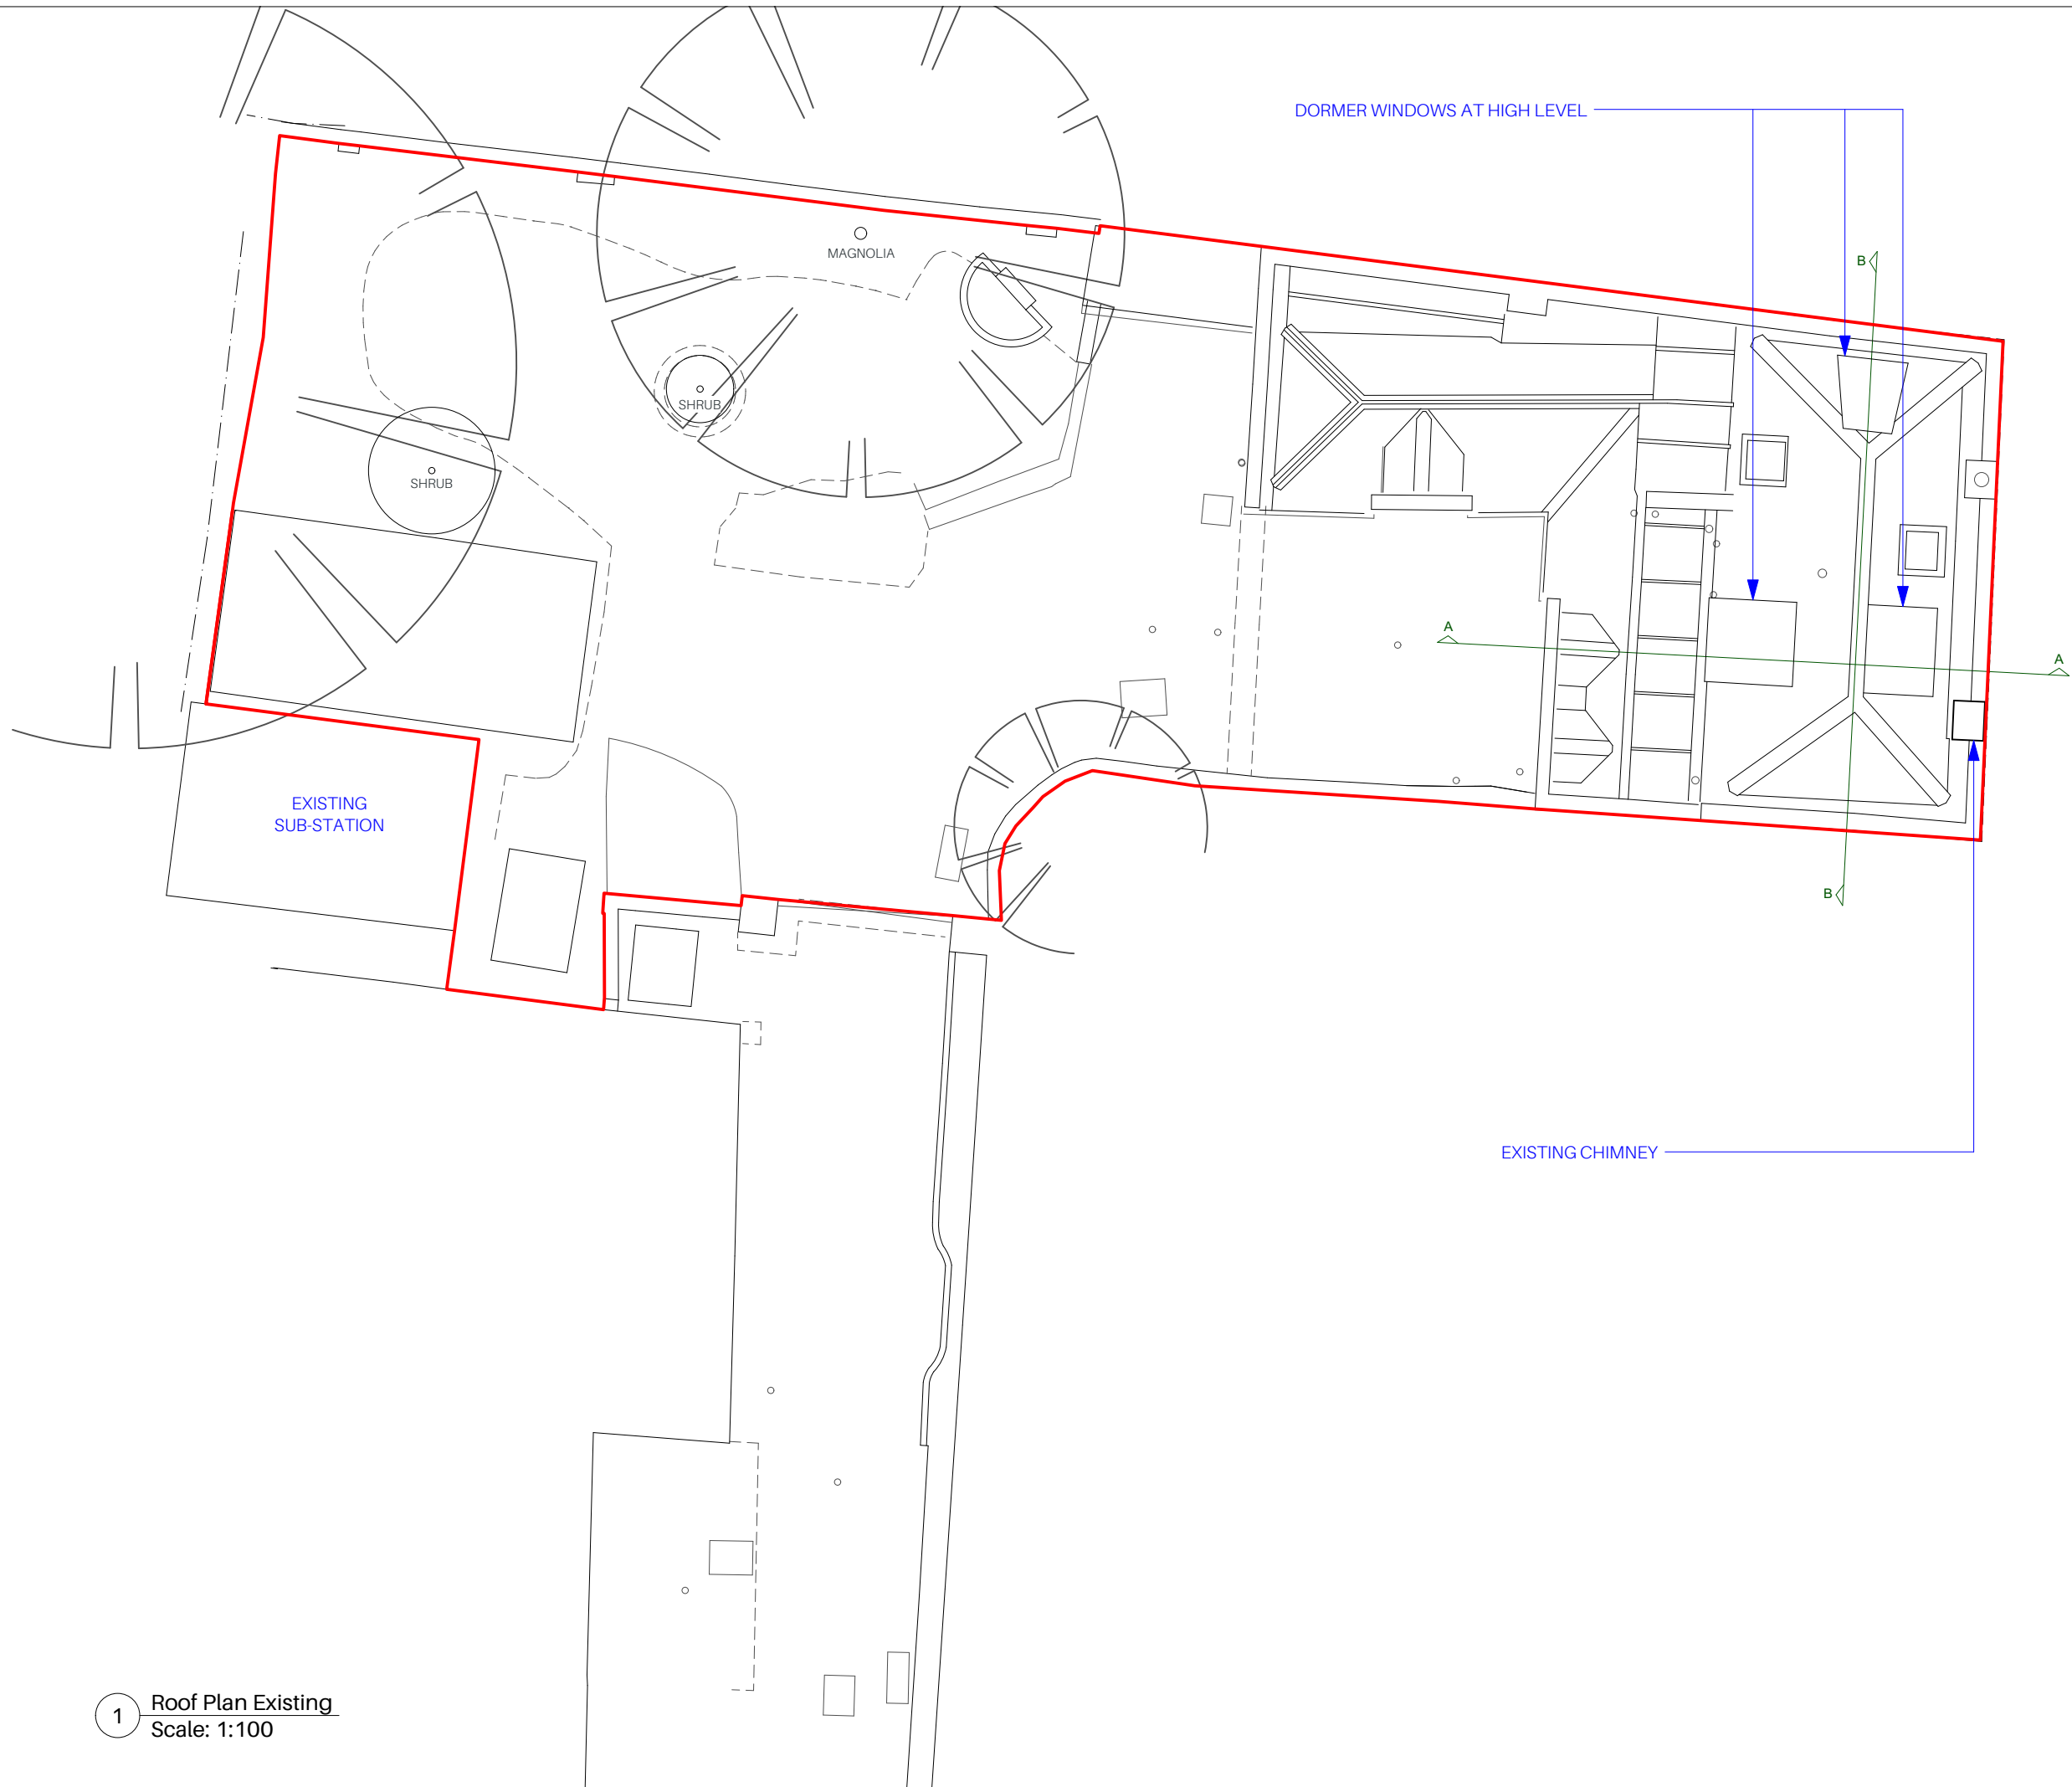 DORMER WINDOWS AT HIGH LEVEL
MAGNOLIA
B
SHRUB
SHRUB
A
A
EXISTING
SUB-STATION
B
EXISTING CHIMNEY
1
Roof Plan Existing
Scale: 1:100